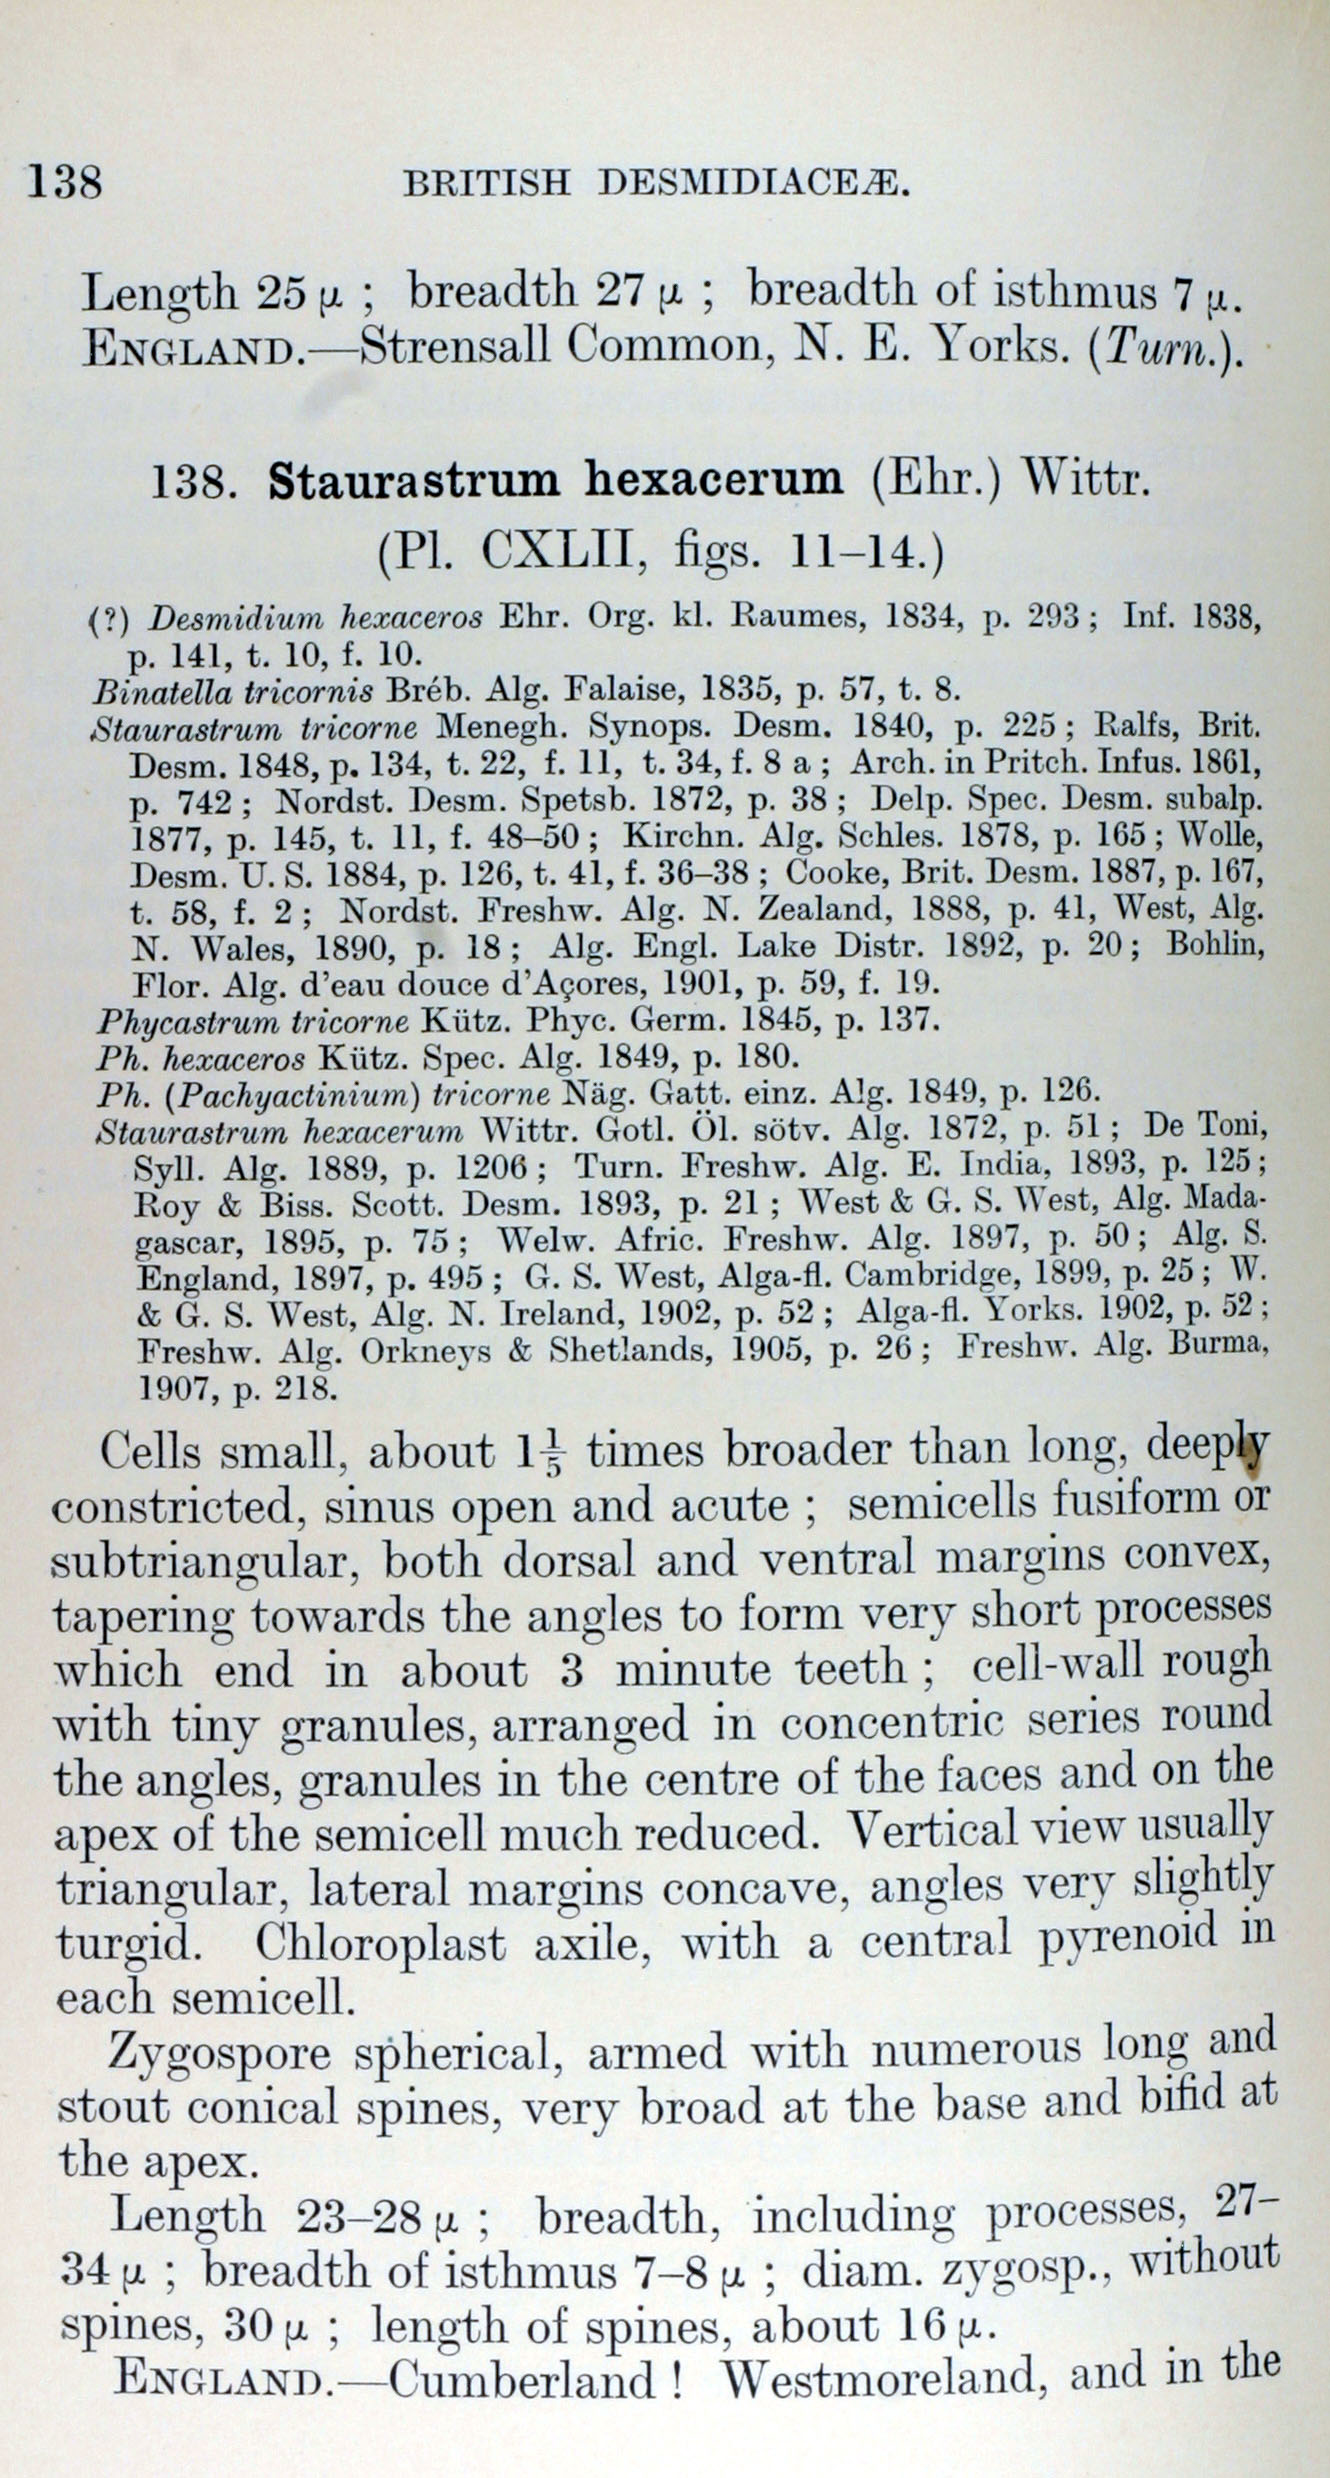 138 BRITISH DESMIDIACEÆ.
Length 25 µ ; breadth 27 µ ; breadth of isthmus 7 µ.
ENGLAND.—Strensall Common, N. E. Yorks. (Turn.).
138. Staurastrum hexacerum (Ehr.) Wittr.
(Pl. CXLII, figs. 11–14.)
(?) Desmidium hexaceros Ehr. Org. kl. Raumes, 1834, p. 293 ; Inf. 1838,
p. 141, t. 10, f. 10.
Binatella tricornis Bréb. Alg. Falaise, 1835, p. 57, t. 8.
Staurastrum tricorne Menegh. Synops. Desm. 1840, p. 225 ; Ralfs, Brit.
Desm. 1848, p. 134, t. 22, f. 11, t. 34, f. 8 a ; Arch. in Pritch. Infus. 1861,
p. 742 ; Nordst. Desm. Spetsb. 1872, p. 38 ; Delp. Spec. Desm. subalp.
1877, p. 145, t. 11, f. 48–50 ; Kirchn. Alg. Schles. 1878, p. 165 ; Wolle,
Desm. U. S. 1884, p. 126, t. 41, f. 36–38 ; Cooke, Brit. Desm. 1887, p. 167,
t. 58, f. 2 ; Nordst. Freshw. Alg. N. Zealand, 1888, p. 41, West, Alg.
N. Wales, 1890, p. 18 ; Alg. Engl. Lake Distr. 1892, p. 20 ; Bohlin,
Flor. Alg. d'eau douce d'Açores, 1901, p. 59, f. 19.
Phycastrum tricorne Kütz. Phyc. Germ. 1845, p. 137.
Ph. hexaceros Kütz. Spec. Alg. 1849, p. 180.
Ph. (Pachyactinium) tricorne Näg. Gatt. einz. Alg. 1849, p. 126.
Staurastrum hexacerum Wittr. Gotl. Öl. sötv. Alg. 1872, p. 51 ; De Toni,
Syll. Alg. 1889, p. 1206 ; Turn. Freshw. Alg. E. India, 1893, p. 125 ;
Roy & Biss. Scott. Desm. 1893, p. 21 ; West & G. S. West, Alg. Mada-
gascar, 1895, p. 75 ; Welw. Afric. Freshw. Alg. 1897, p. 50 ; Alg. S.
England, 1897, p. 495 ; G. S. West, Alga-fl. Cambridge, 1899, p. 25 ; W.
& G. S. West, Alg. N. Ireland, 1902, p. 52 ; Alga-fl. Yorks. 1902, p. 52 ;
Freshw. Alg. Orkneys & Shetlands, 1905, p. 26 ; Freshw. Alg. Burma,
1907, p. 218.
Cells small, about 1⅕ times broader than long, deeply
constricted, sinus open and acute ; semicells fusiform or
subtriangular, both dorsal and ventral margins convex,
tapering towards the angles to form very short processes
which end in about 3 minute teeth ; cell-wall rough
with tiny granules, arranged in concentric series round
the angles, granules in the centre of the faces and on the
apex of the semicell much reduced. Vertical view usually
triangular, lateral margins concave, angles very slightly
turgid. Chloroplast axile, with a central pyrenoid in
each semicell.
Zygospore spherical, armed with numerous long and
stout conical spines, very broad at the base and bifid at
the apex.
Length 23–28 µ ; breadth, including processes, 27–
34 µ ; breadth of isthmus 7–8 µ ; diam. zygosp., without
spines, 30 µ ; length of spines, about 16 µ.
ENGLAND.—Cumberland ! Westmoreland, and in the